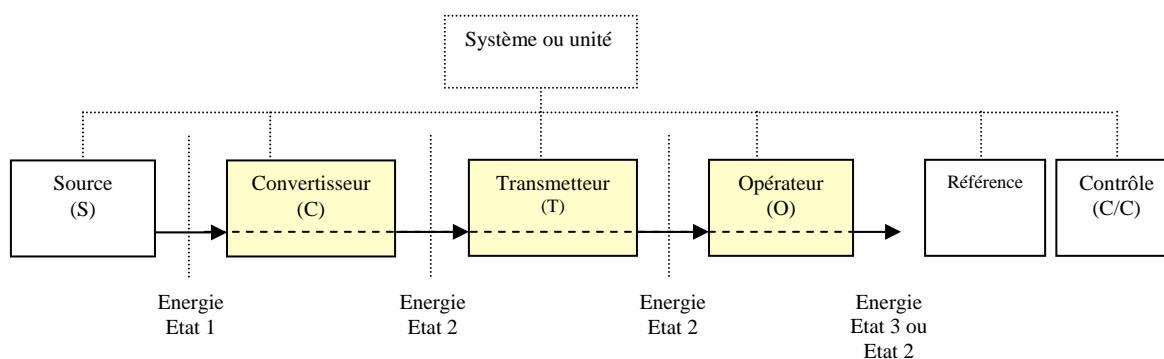 Système ou unité
Source
(S)
Convertisseur
(C)
Transmetteur
(T)
Opérateur
(O)
Référence
Contrôle
(C/C)
Energie
Etat 1
Energie
Etat 2
Energie
Etat 2
Energie
Etat 3 ou
Etat 2